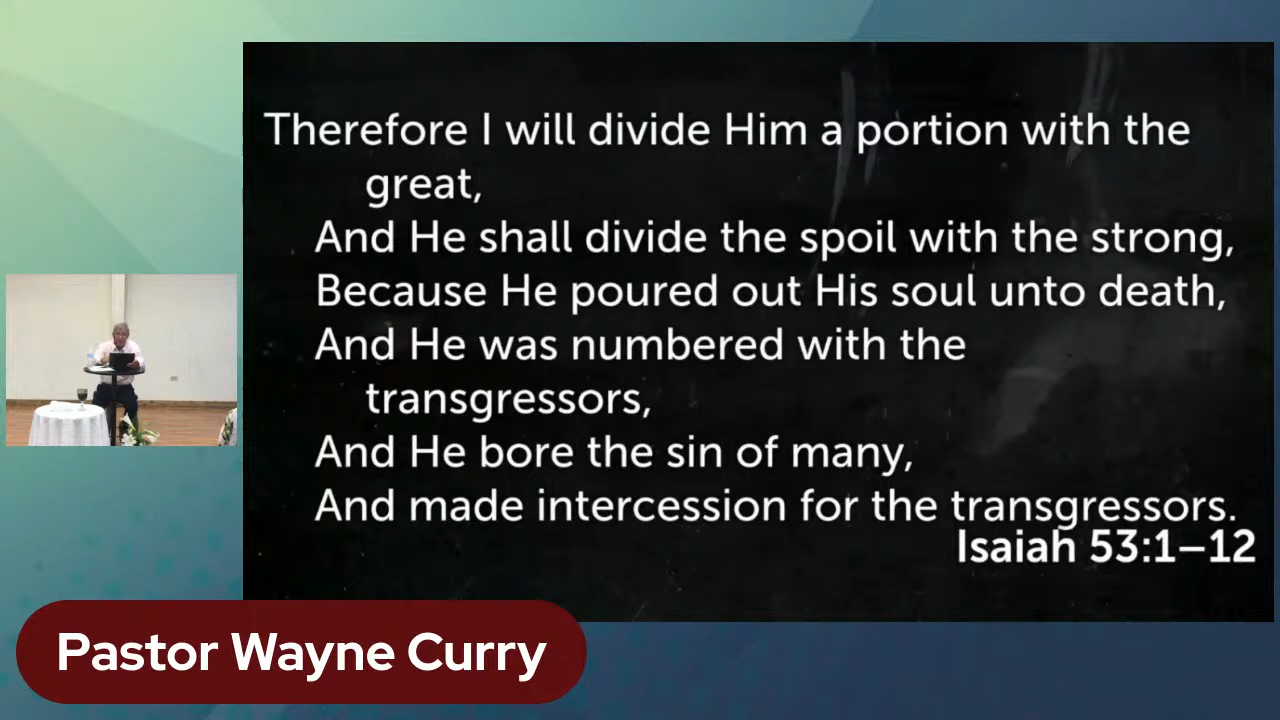 Therefore I will divide Him a portion with the
great,
And He shall divide the spoil with the strong,
Because He poured out His soul unto death,
And He was numbered with the
transgressors,
And He bore the sin of many,
And made intercession for the transgressors.
Isaiah 53:1–12
Pastor Wayne Curry